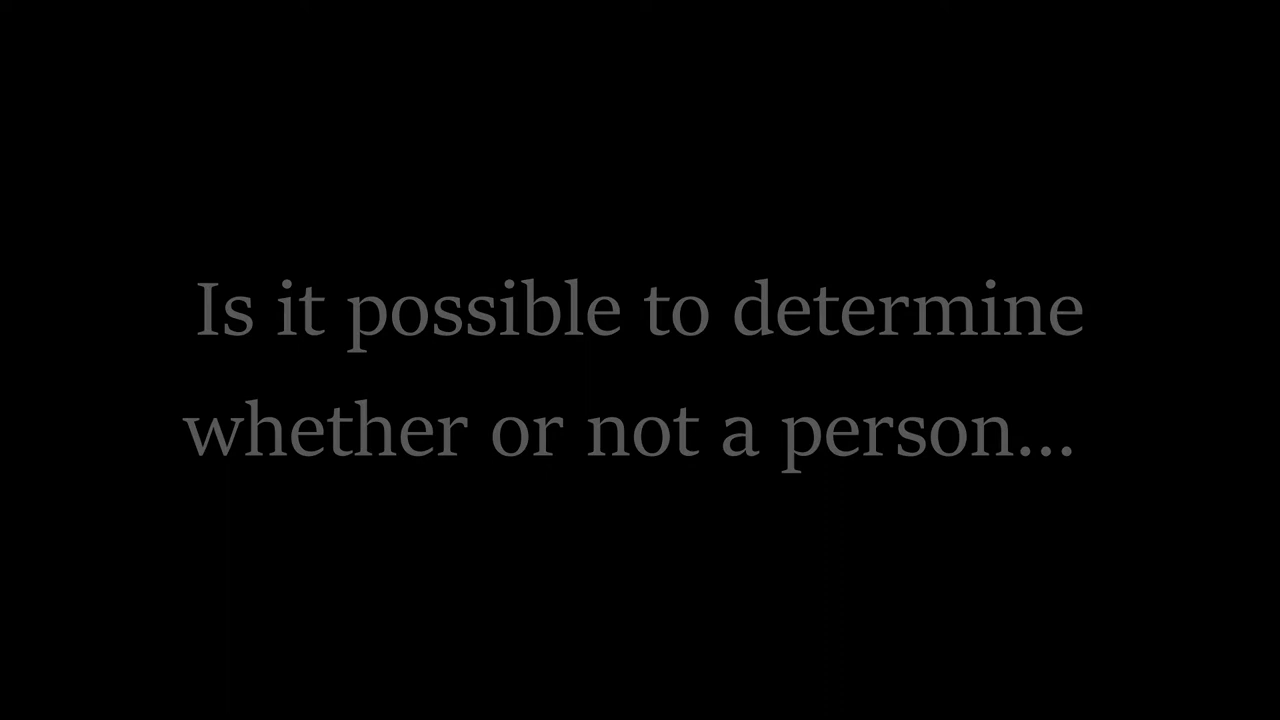 Is it possible to determine
whether or not a person...